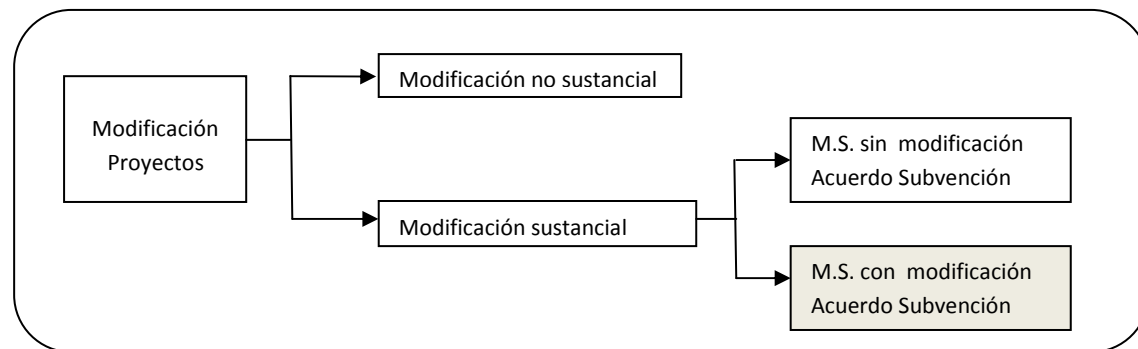 Modificación no sustancial
Modificación
Proyectos
M.S. sin modificación
Acuerdo Subvención
Modificación sustancial
M.S. con modificación
Acuerdo Subvención